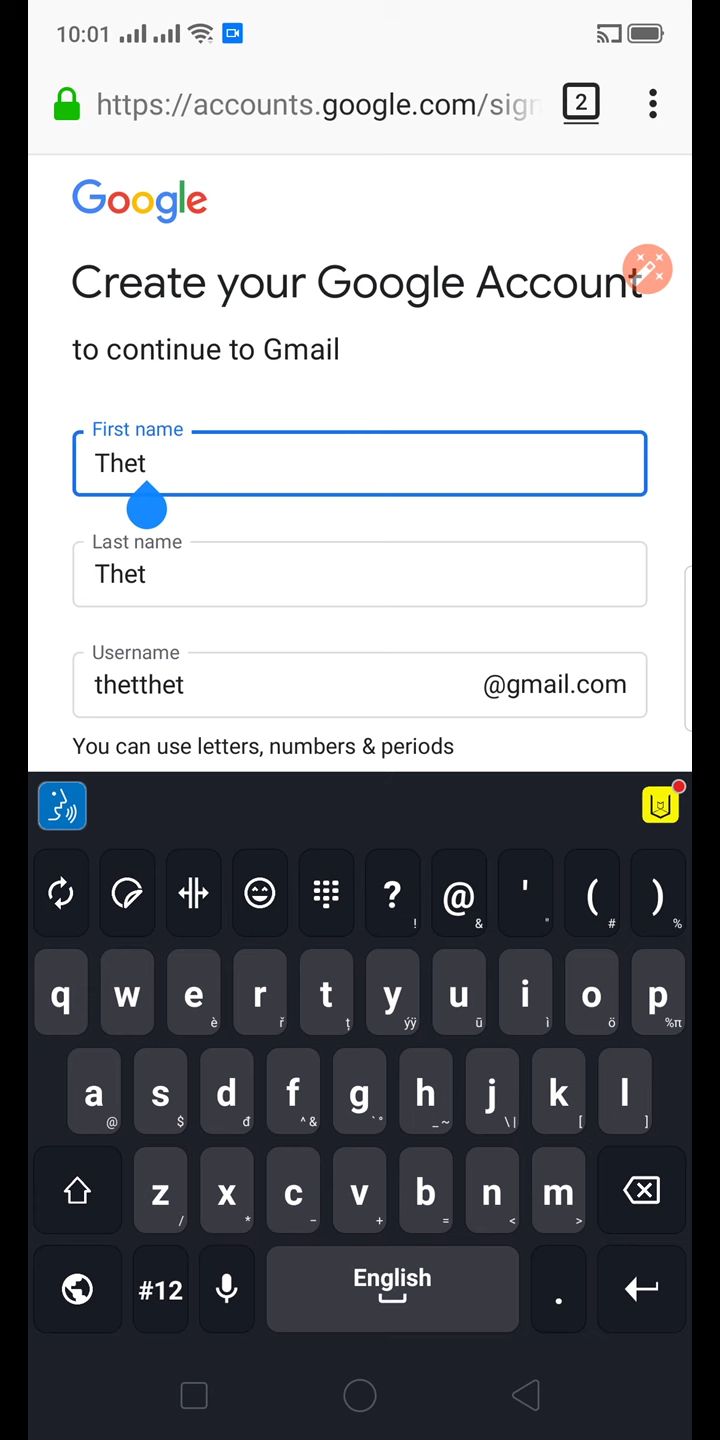 10:01
https://accounts.google.com/sign
2
Google
Create your Google Account
to continue to Gmail
First name
Thet
Last name
Thet
Username
thetthet
@gmail.com
You can use letters, numbers & periods
? ! @ & ' " ( # ) %
q w e è r ř t ț y ýÿ u ū i ì o ö p %π
a @ s $ d đ f ^ & g ` ° h _ ~ j \ | k [ l ]
z / x * c - v + b = n < m >
#12
English
.